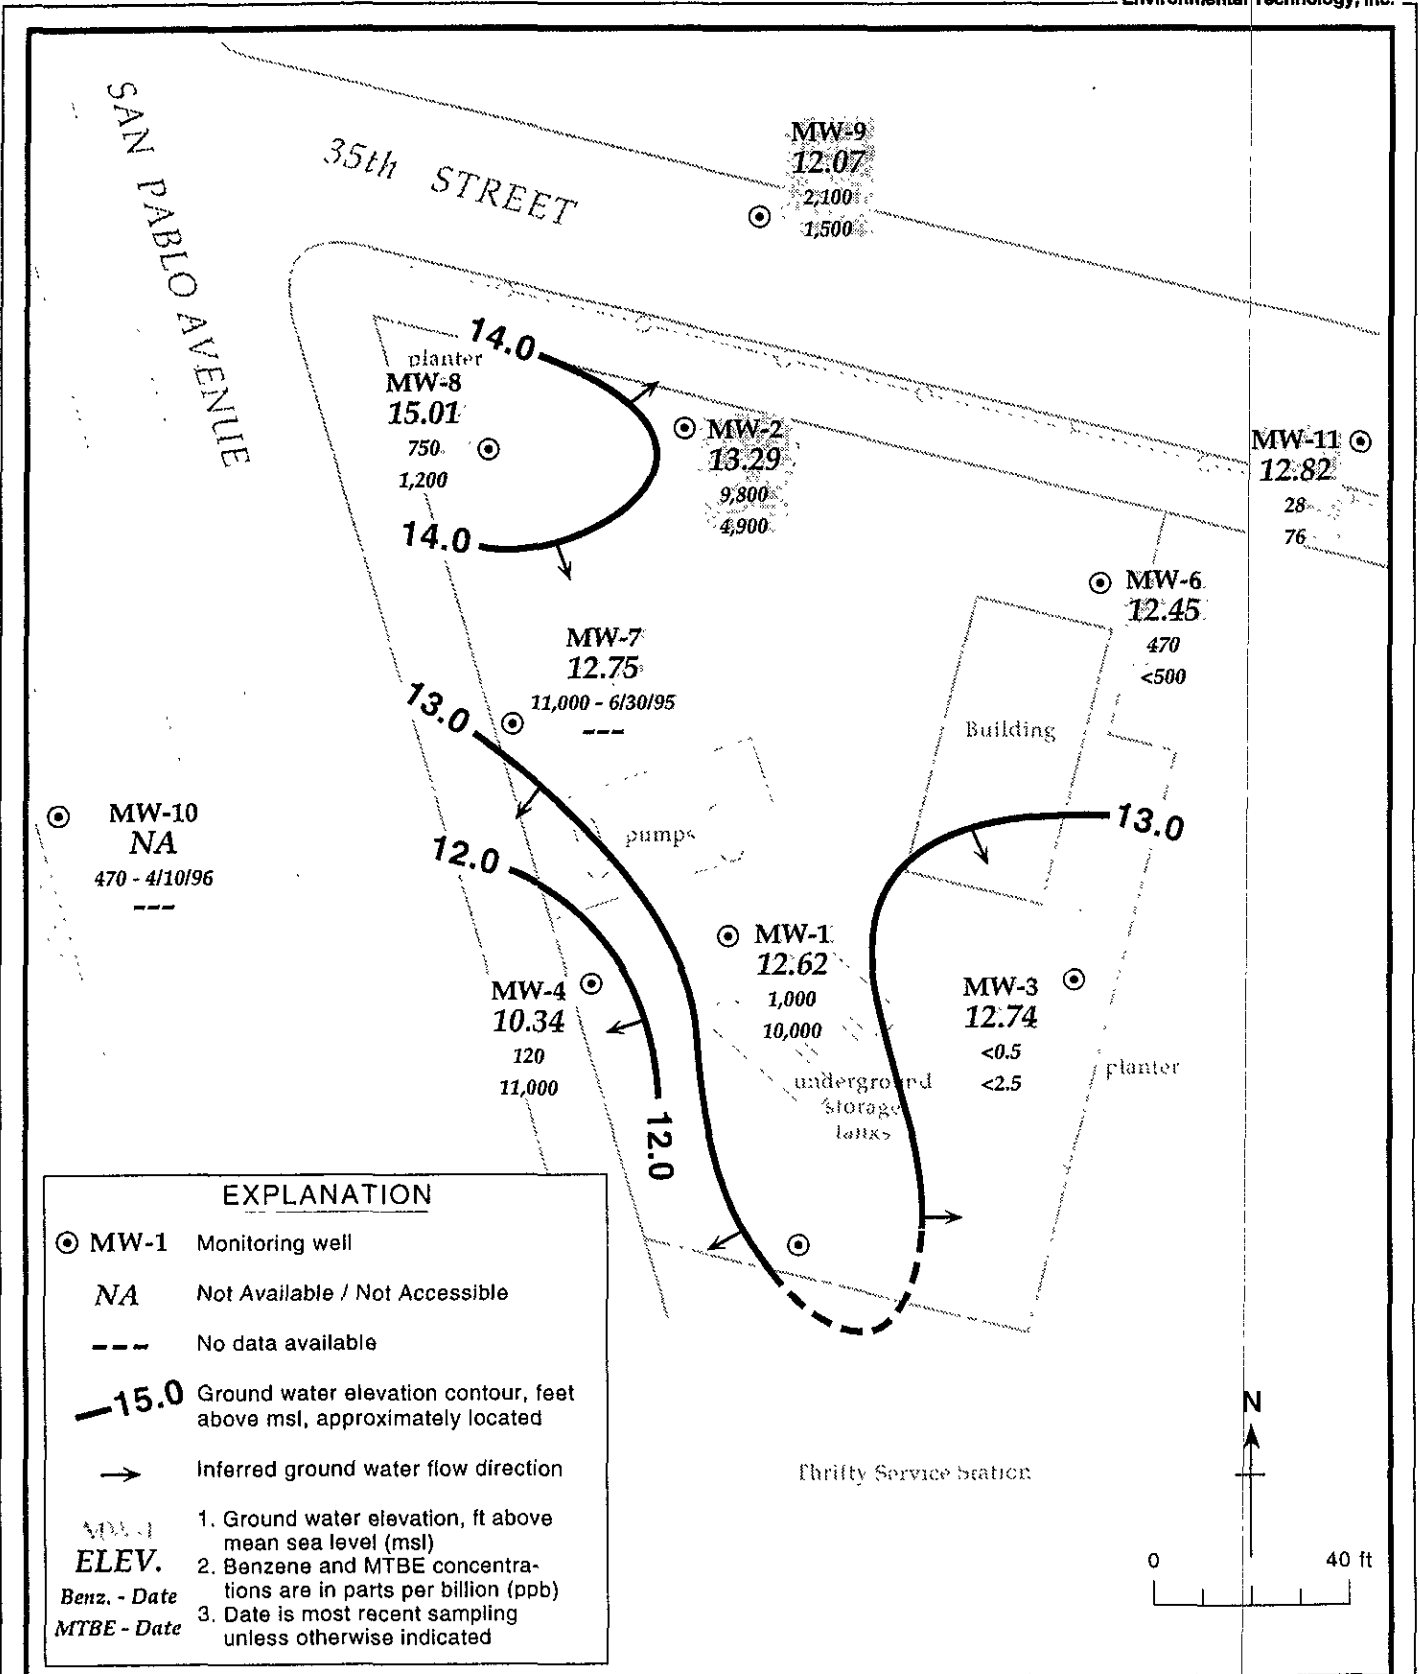 Environmental Technology, Inc.
SAN PABLO AVENUE
35th STREET
MW-9
12.07
2,100
1,500
14.0
planter
MW-8
15.01
750
1,200
14.0
MW-2
13.29
9,800
4,900
MW-11
12.82
28
76
MW-6
12.45
470
<500
MW-7
12.75
11,000 - 6/30/95
---
13.0
Building
MW-10
NA
470 - 4/10/96
---
pumps
13.0
12.0
MW-1
12.62
1,000
10,000
MW-4
10.34
120
11,000
MW-3
12.74
<0.5
<2.5
planter
underground
storage
tanks
12.0
EXPLANATION
MW-1 Monitoring well
NA Not Available / Not Accessible
--- No data available
15.0 Ground water elevation contour, feet
above msl, approximately located
Inferred ground water flow direction
ELEV.
Benz. - Date
MTBE - Date
1. Ground water elevation, ft above
mean sea level (msl)
2. Benzene and MTBE concentra-
tions are in parts per billion (ppb)
3. Date is most recent sampling
unless otherwise indicated
Thrifty Service Station
N
0 40 ft